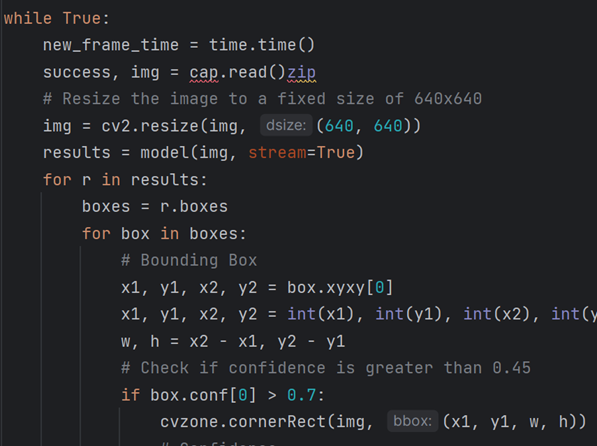 while True:
new_frame_time = time.time()
success, img = cap.read()zip
# Resize the image to a fixed size of 640x640
img = cv2.resize(img, dsize: (640, 640))
results = model(img, stream=True)
for r in results:
boxes = r.boxes
for box in boxes:
# Bounding Box
x1, y1, x2, y2 = box.xyxy[0]
x1, y1, x2, y2 = int(x1), int(y1), int(x2), int(y
w, h = x2 - x1, y2 - y1
# Check if confidence is greater than 0.45
if box.conf[0] > 0.7:
cvzone.cornerRect(img, bbox: (x1, y1, w, h))
# Confidence